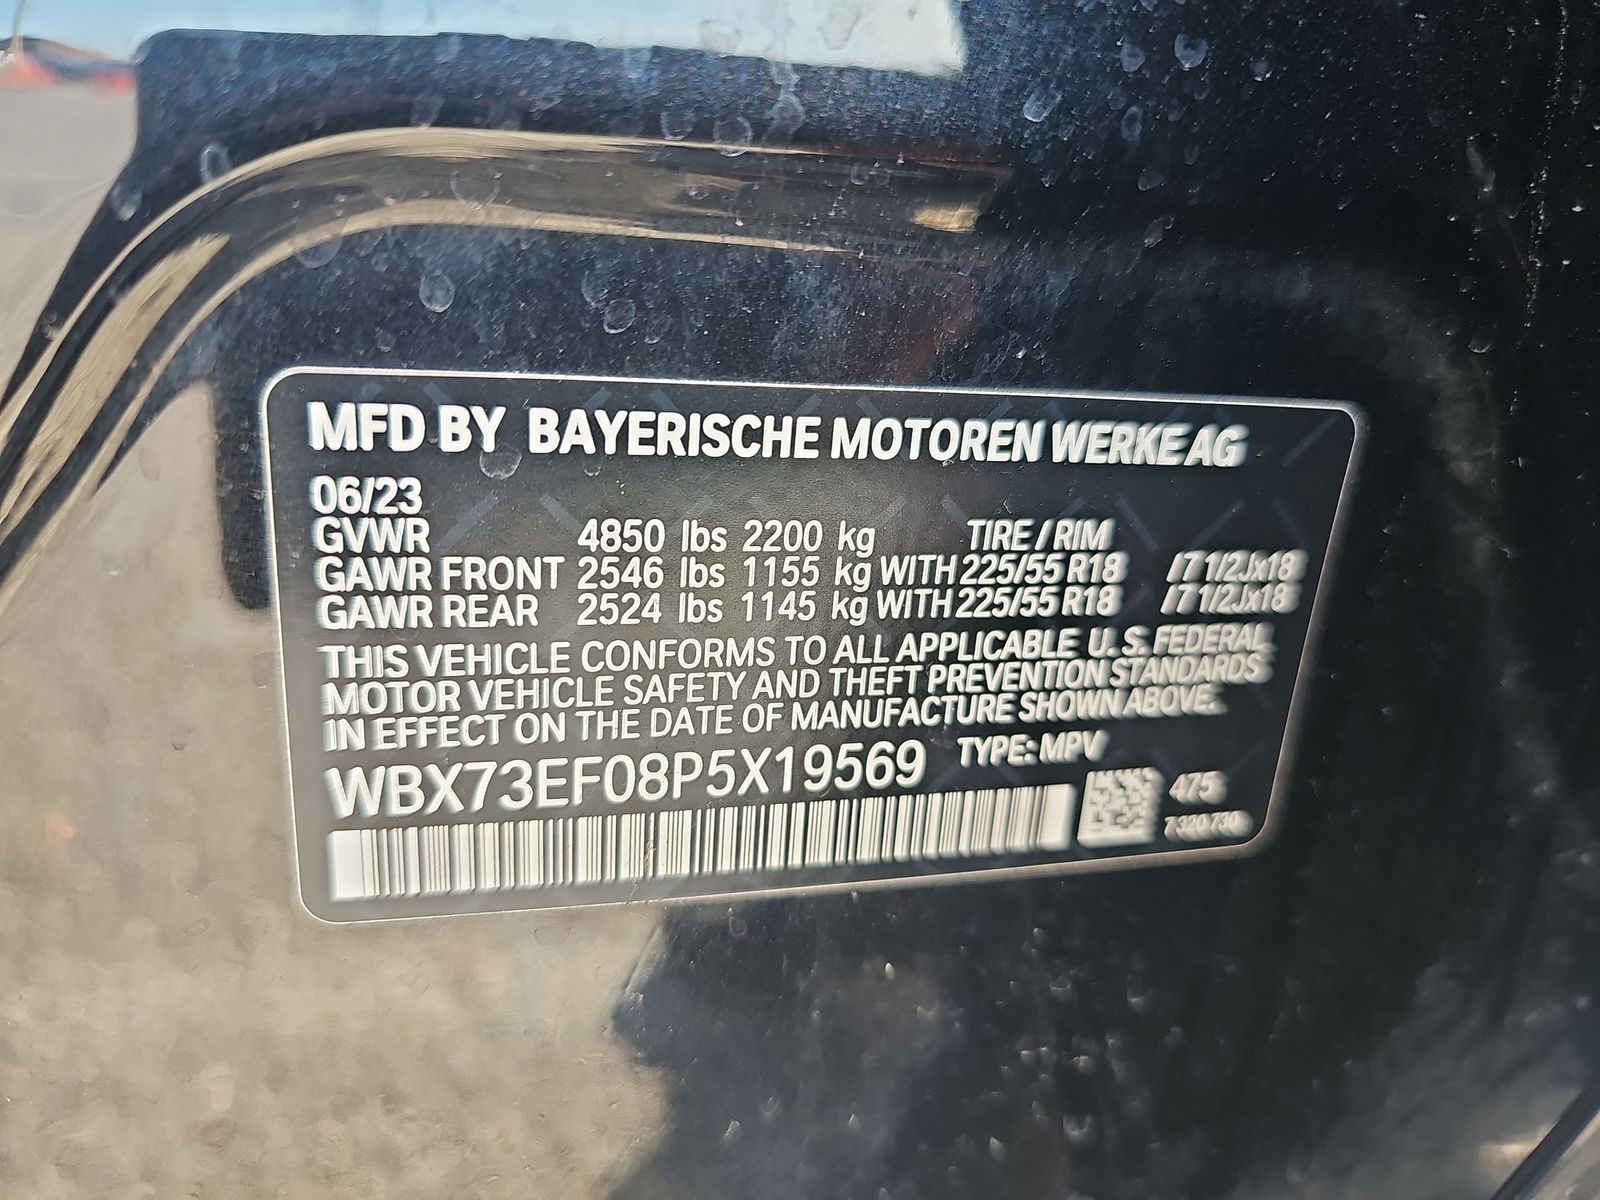 MFD BY BAYERISCHE MOTOREN WERKE AG
06/23
GVWR 4850 lbs 2200 kg TIRE / RIM
GAWR FRONT 2546 lbs 1155 kg WITH 225/55 R18 /7 1/2Jx18
GAWR REAR 2524 lbs 1145 kg WITH 225/55 R18 /7 1/2Jx18
THIS VEHICLE CONFORMS TO ALL APPLICABLE U.S. FEDERAL
MOTOR VEHICLE SAFETY AND THEFT PREVENTION STANDARDS
IN EFFECT ON THE DATE OF MANUFACTURE SHOWN ABOVE.
WBX73EF08P5X19569 TYPE: MPV
475
7 320 730